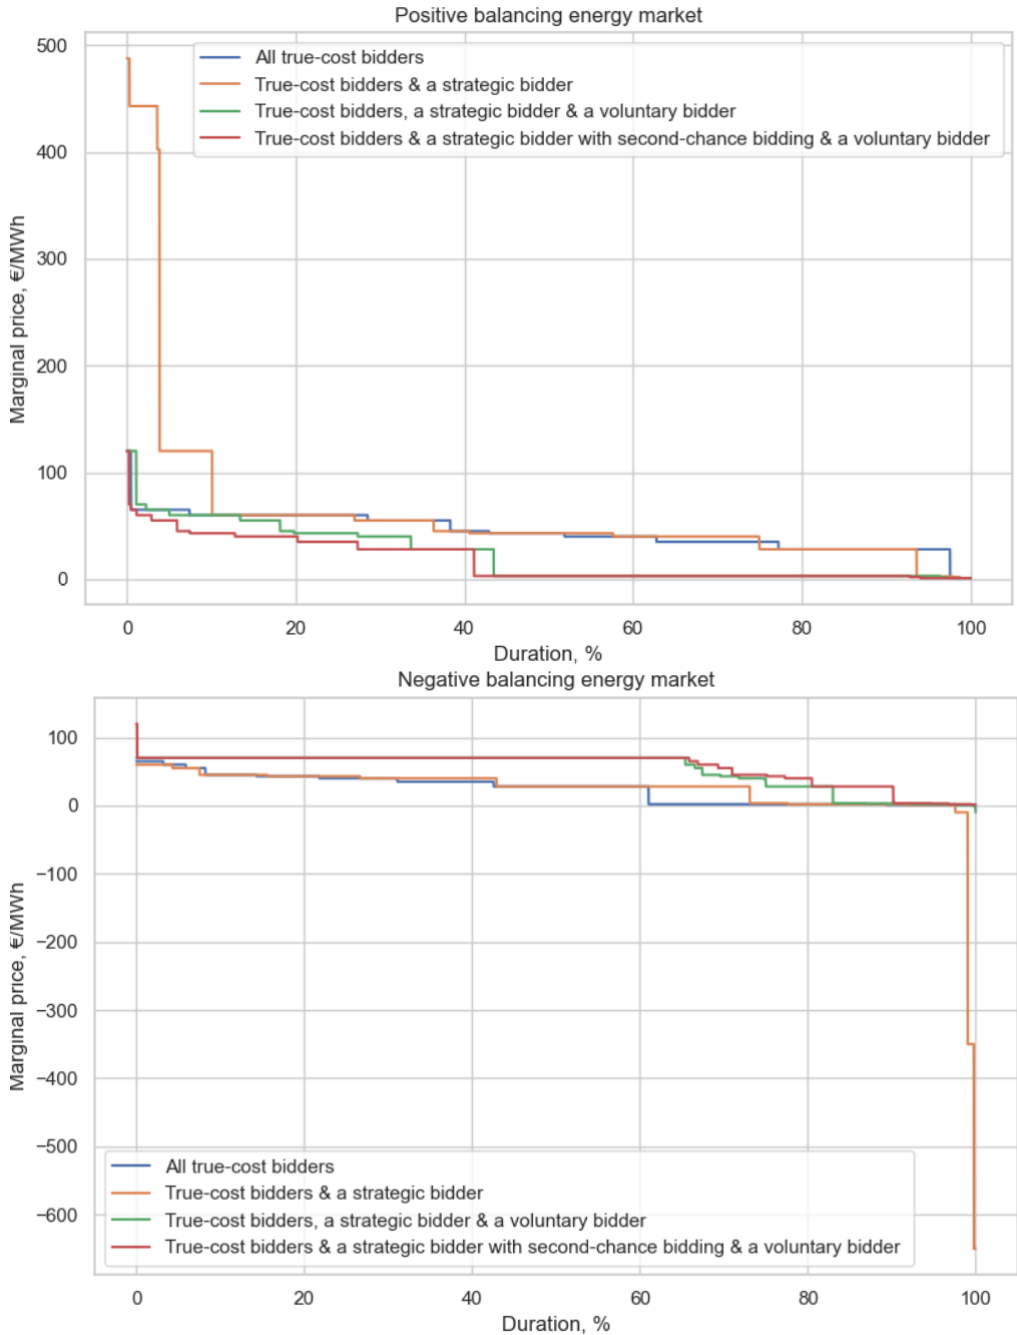 Positive balancing energy market
500
400
300
200
100
0
Marginal price, €/MWh
All true-cost bidders
True-cost bidders & a strategic bidder
True-cost bidders, a strategic bidder & a voluntary bidder
True-cost bidders & a strategic bidder with second-chance bidding & a voluntary bidder
0 20 40 60 80 100
Duration, %
Negative balancing energy market
100
0
−100
−200
−300
−400
−500
−600
Marginal price, €/MWh
All true-cost bidders
True-cost bidders & a strategic bidder
True-cost bidders, a strategic bidder & a voluntary bidder
True-cost bidders & a strategic bidder with second-chance bidding & a voluntary bidder
0 20 40 60 80 100
Duration, %